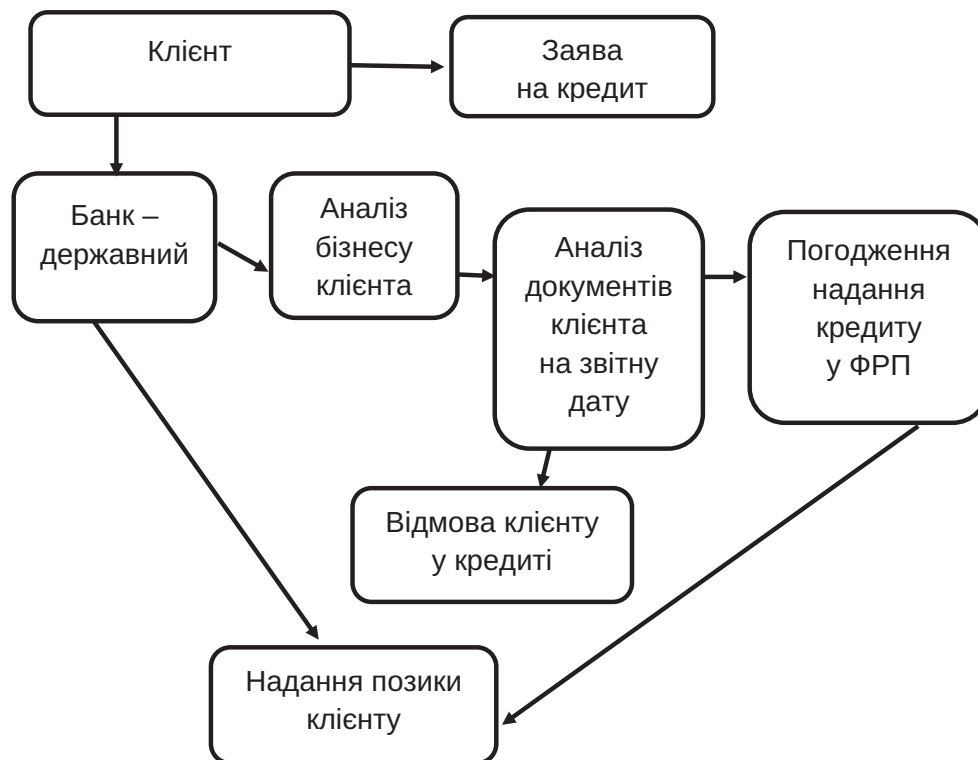 Клієнт
Заява
на кредит
Банк –
державний
Аналіз
бізнесу
клієнта
Аналіз
документів
клієнта
на звітну
дату
Погодження
надання
кредиту
у ФРП
Відмова клієнту
у кредиті
Надання позики
клієнту